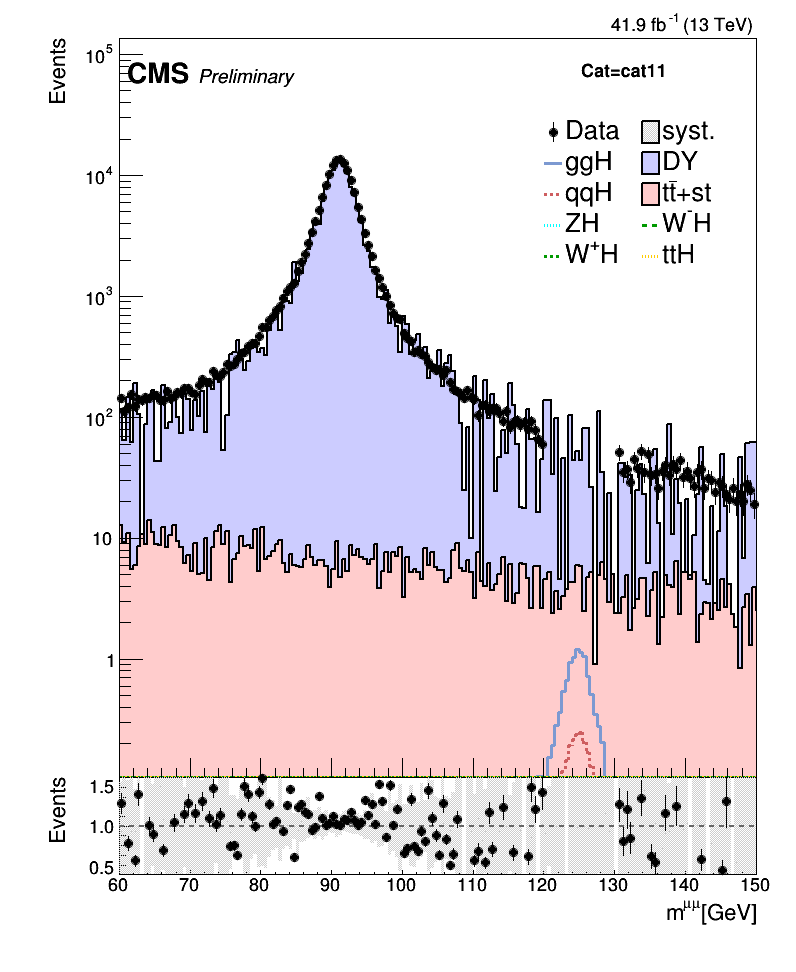 41.9 fb⁻¹ (13 TeV)
Events
CMS Preliminary
Cat=cat11
Data
syst.
ggH
DY
qqH
tt̄+st
ZH
W⁻H
W⁺H
ttH
10⁵
10⁴
10³
10²
10
1
Events
1.5
1.0
0.5
60 70 80 90 100 110 120 130 140 150
m^μμ[GeV]